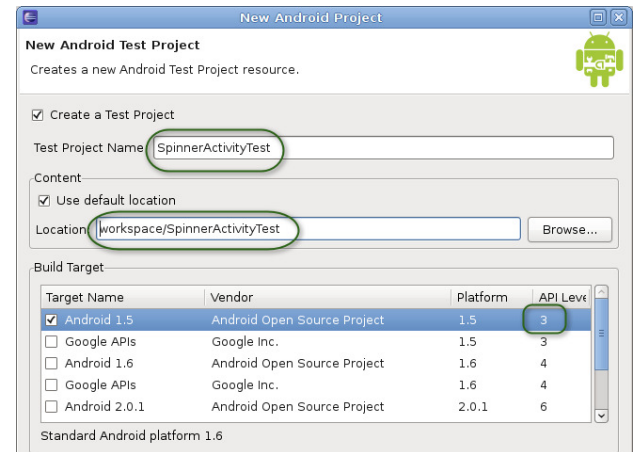 New Android Project
New Android Test Project
Creates a new Android Test Project resource.
Create a Test Project
Test Project Name: SpinnerActivityTest
Content
Use default location
Location: workspace/SpinnerActivityTest Browse...
Build Target
Target Name Vendor Platform API Leve
Android 1.5 Android Open Source Project 1.5 3
Google APIs Google Inc. 1.5 3
Android 1.6 Android Open Source Project 1.6 4
Google APIs Google Inc. 1.6 4
Android 2.0.1 Android Open Source Project 2.0.1 6
Standard Android platform 1.6